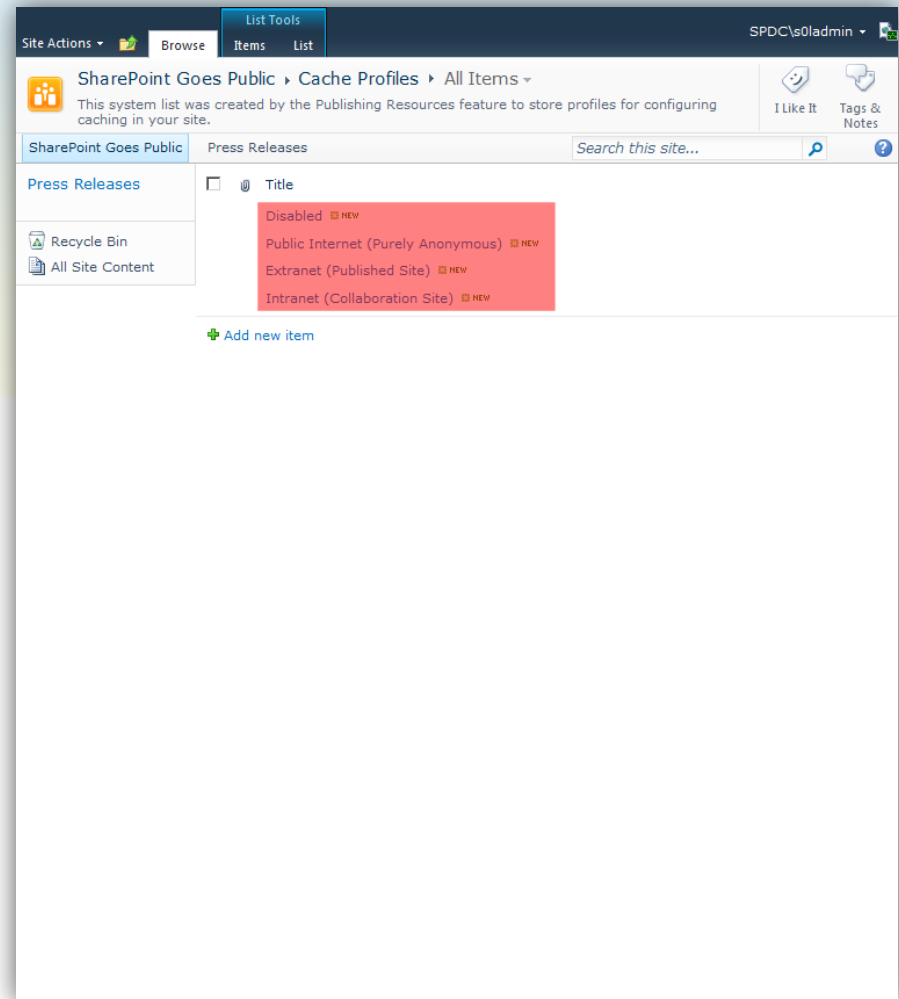 List Tools
Site Actions
Browse
Items
List
SPDC\s0ladmin
SharePoint Goes Public
Cache Profiles
All Items
This system list was created by the Publishing Resources feature to store profiles for configuring
caching in your site.
I Like It
Tags &
Notes
SharePoint Goes Public
Press Releases
Search this site...
Press Releases
Title
Disabled NEW
Public Internet (Purely Anonymous) NEW
Recycle Bin
Extranet (Published Site) NEW
All Site Content
Intranet (Collaboration Site) NEW
Add new item